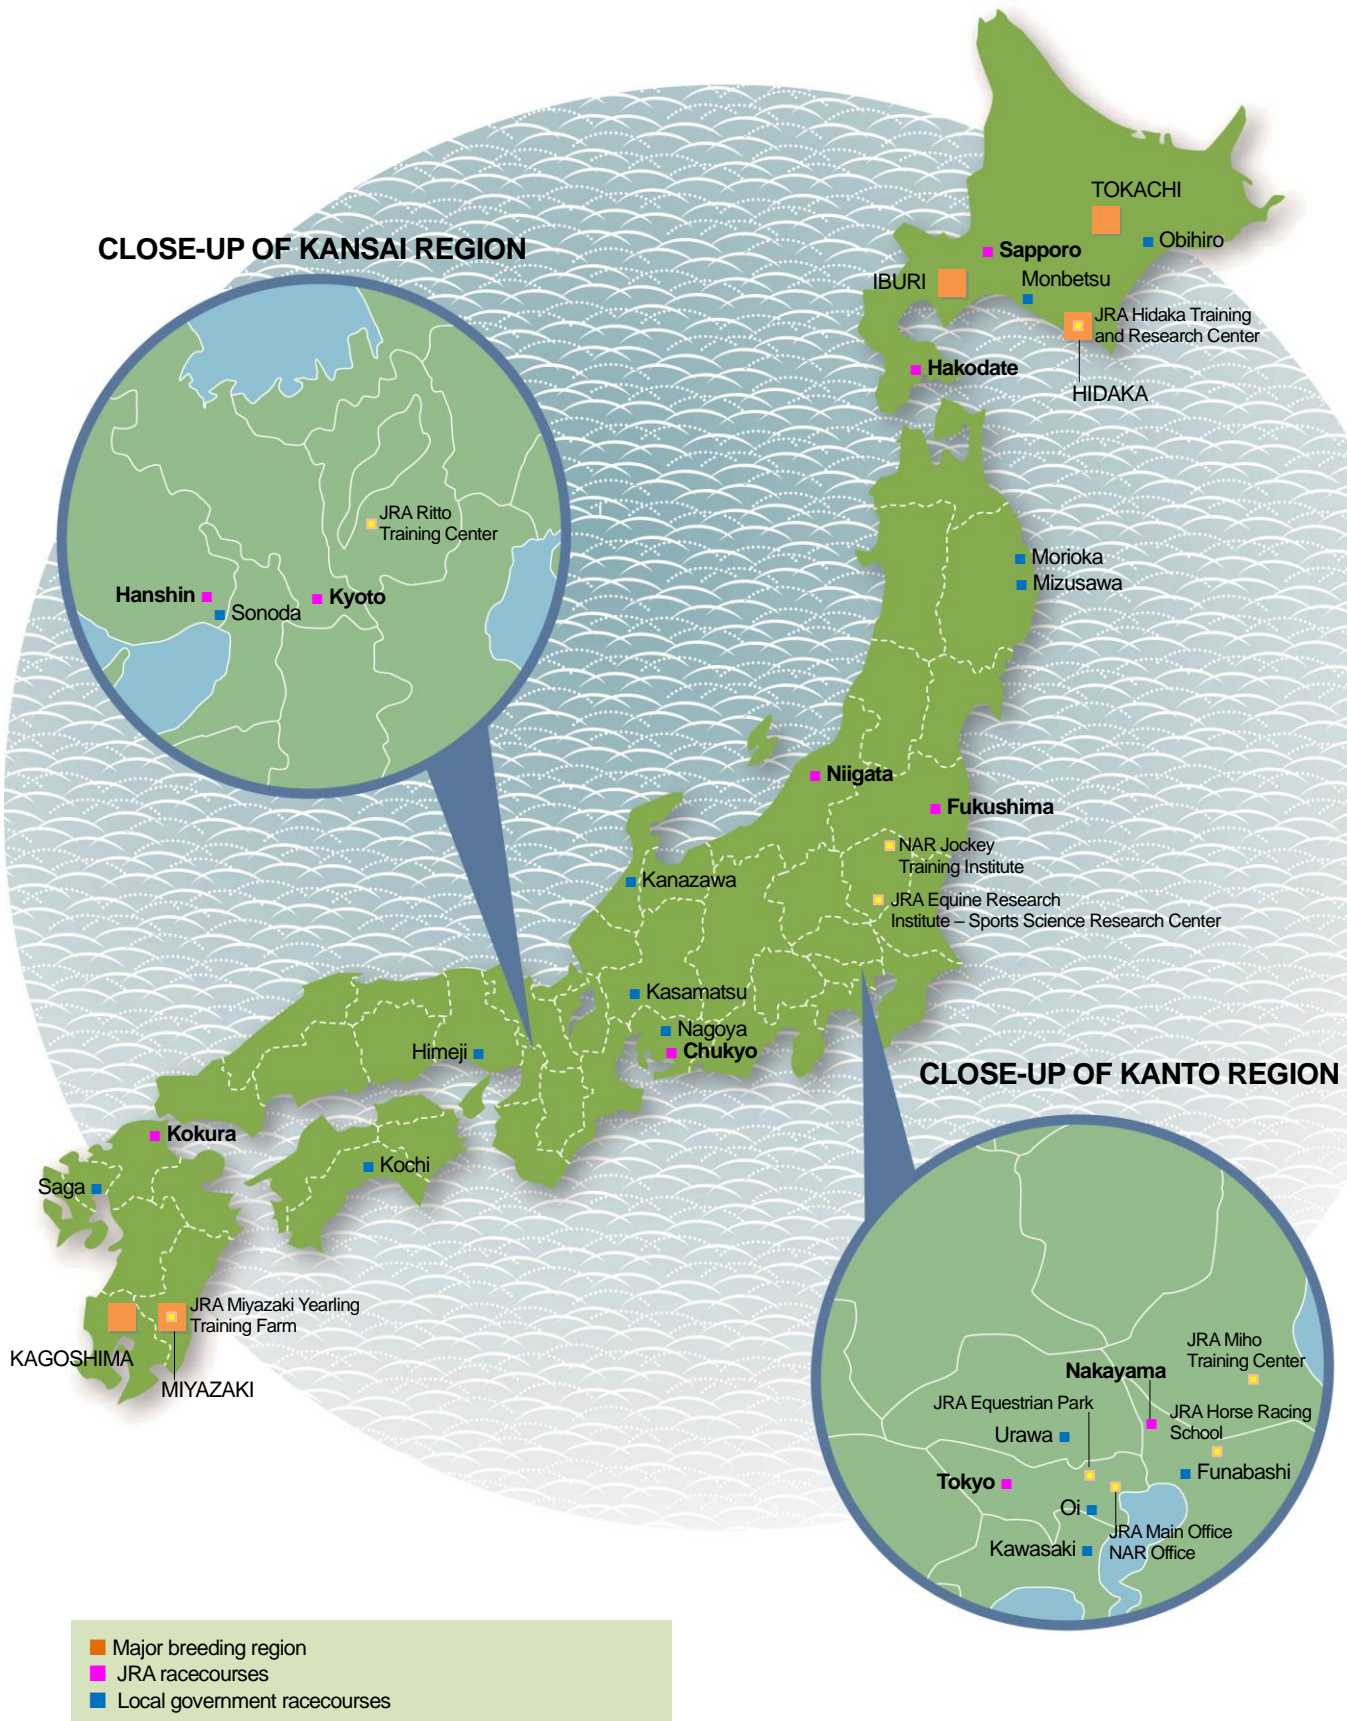 TOKACHI
Obihiro
CLOSE-UP OF KANSAI REGION
Sapporo
IBURI
Monbetsu
JRA Hidaka Training
and Research Center
Hakodate
HIDAKA
JRA Ritto
Training Center
Morioka
Mizusawa
Hanshin
Kyoto
Sonoda
Niigata
Fukushima
NAR Jockey
Training Institute
Kanazawa
JRA Equine Research
Institute – Sports Science Research Center
Kasamatsu
Nagoya
Himeji
Chukyo
CLOSE-UP OF KANTO REGION
Kokura
Kochi
Saga
JRA Miyazaki Yearling
Training Farm
KAGOSHIMA
MIYAZAKI
JRA Miho
Training Center
Nakayama
JRA Equestrian Park
JRA Horse Racing
School
Urawa
Funabashi
Tokyo
Oi
JRA Main Office
NAR Office
Kawasaki
Major breeding region
JRA racecourses
Local government racecourses